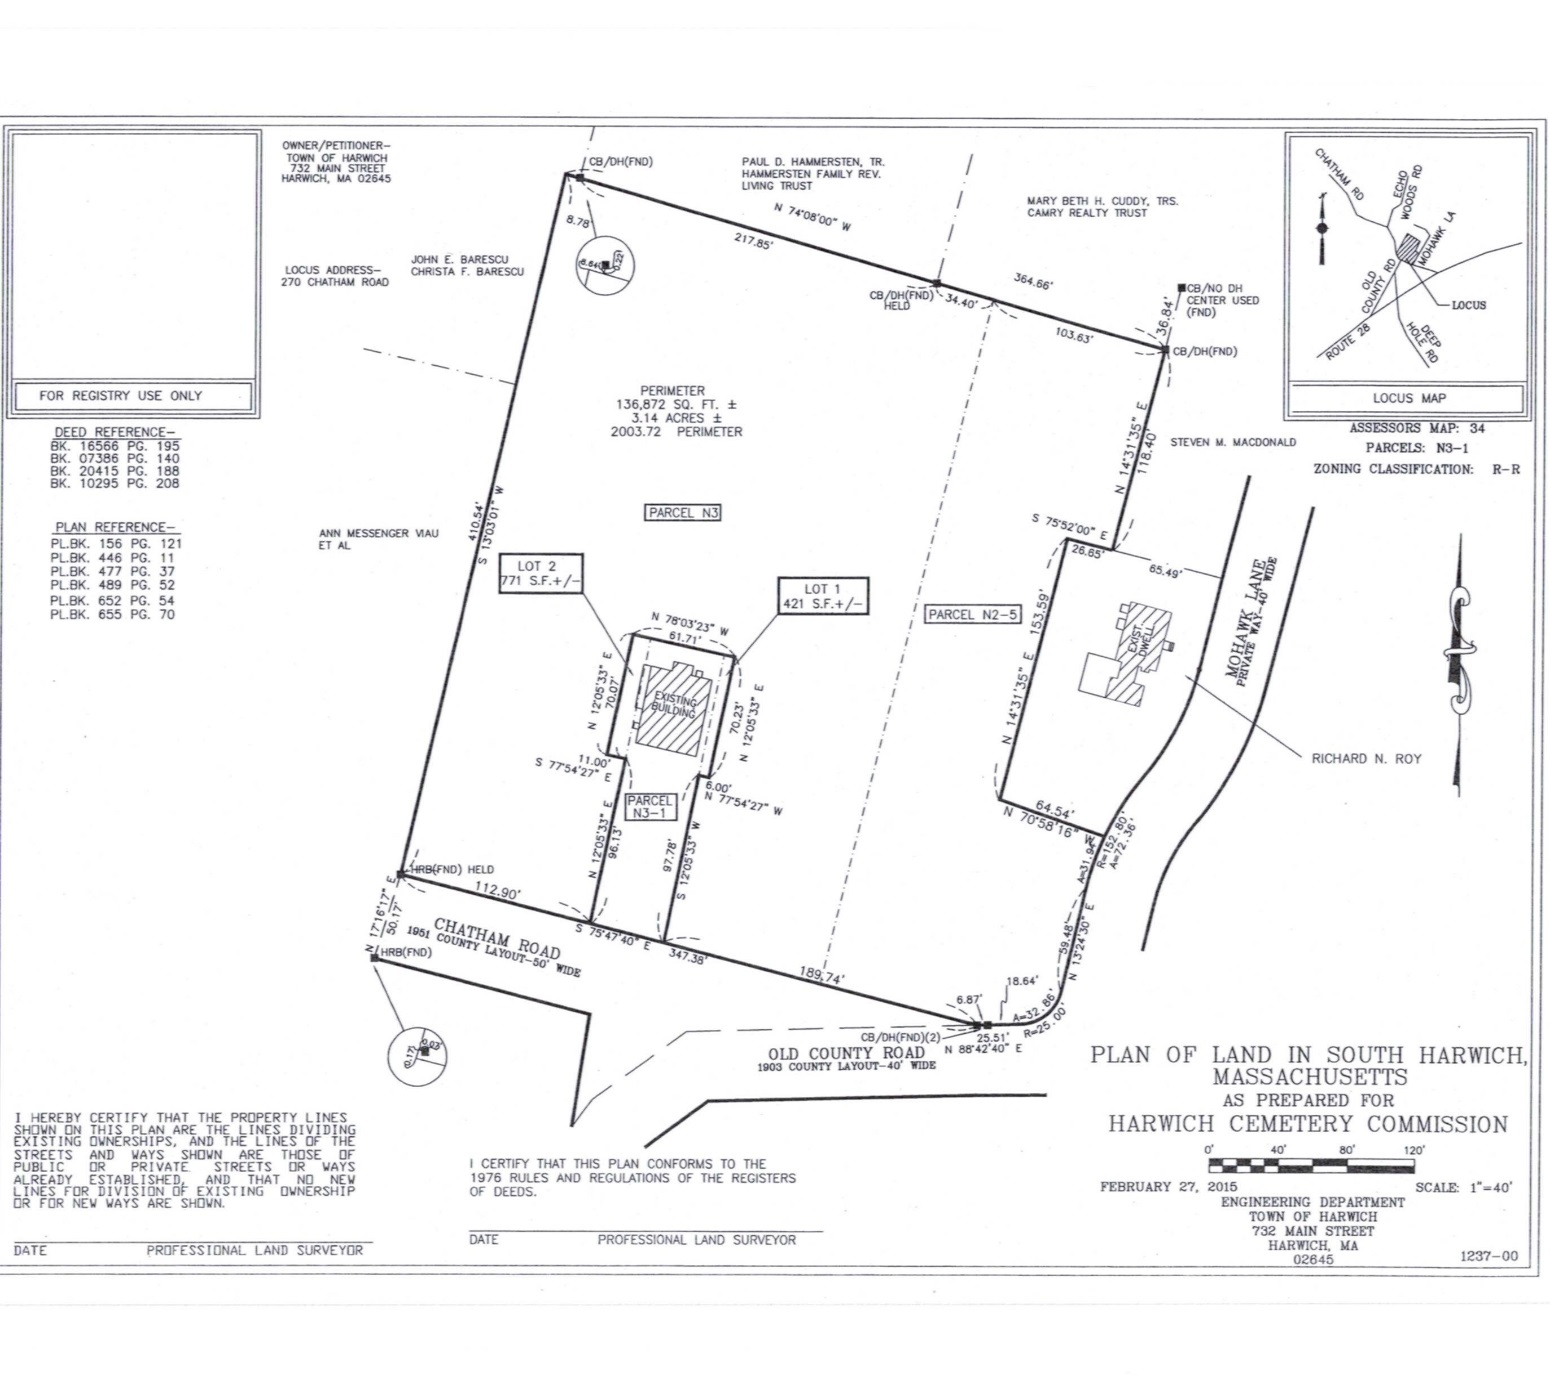 OWNER/PETITIONER-
TOWN OF HARWICH
732 MAIN STREET
HARWICH, MA 02645
CB/DH(FND)
PAUL D. HAMMERSTEN, TR.
HAMMERSTEN FAMILY REV.
LIVING TRUST
N 74°08'00" W
MARY BETH H. CUDDY, TRS.
CAMRY REALTY TRUST
8.78'
217.85'
0.22'
LOCUS ADDRESS-
270 CHATHAM ROAD
JOHN E. BARESCU
CHRISTA F. BARESCU
CB/DH(FND)
HELD
34.40'
364.66'
103.63'
36.84'
CB/NO DH
CENTER USED
(FND)
CB/DH(FND)
CHATHAM RD
ECHO
WOODS RD
MOHAWK LA
OLD
COUNTY RD
LOCUS
ROUTE 28
DEEP
HOLE RD
LOCUS MAP
ASSESSORS MAP: 34
PARCELS: N3-1
ZONING CLASSIFICATION: R-R
FOR REGISTRY USE ONLY
DEED REFERENCE-
BK. 16566 PG. 195
BK. 07386 PG. 140
BK. 20415 PG. 188
BK. 10295 PG. 208
PLAN REFERENCE-
PL.BK. 156 PG. 121
PL.BK. 446 PG. 11
PL.BK. 477 PG. 37
PL.BK. 489 PG. 52
PL.BK. 652 PG. 54
PL.BK. 655 PG. 70
PERIMETER
136,872 SQ. FT. ±
3.14 ACRES ±
2003.72 PERIMETER
N 14°31'35" E
118.40'
STEVEN M. MACDONALD
410.54'
S 13°03'01" W
ANN MESSENGER VIAU
ET AL
PARCEL N3
S 75°52'00" E
26.65'
65.49'
LOT 2
771 S.F.+/-
LOT 1
421 S.F.+/-
PARCEL N2-5
153.59'
N 14°31'35" E
EXIST.
DWELL
MOHAWK LANE
PRIVATE WAY-40' WIDE
RICHARD N. ROY
N 78°03'23" W
61.71'
N 12°05'33" E
70.07'
EXISTING
BUILDING
70.23'
N 12°05'33" E
11.00'
S 77°54'27" E
6.00'
N 77°54'27" W
PARCEL
N3-1
N 12°05'33" E
96.13'
97.78'
S 12°05'33" W
64.54'
N 70°58'16" W
R=152.80'
A=72.36'
59.48'
N 13°24'30" E
HRB(FND) HELD
112.90'
N 17°16'17" E
50.17'
HRB(FND)
CHATHAM ROAD
1951 COUNTY LAYOUT-50' WIDE
S 75°47'40" E
347.38'
189.74'
6.87'
18.64'
A=32.86'
R=25.00'
CB/DH(FND)(2)
25.51'
N 88°42'40" E
0.17'
0.03'
OLD COUNTY ROAD
1903 COUNTY LAYOUT-40' WIDE
PLAN OF LAND IN SOUTH HARWICH,
MASSACHUSETTS
AS PREPARED FOR
HARWICH CEMETERY COMMISSION
0' 40' 80' 120'
FEBRUARY 27, 2015 SCALE: 1"=40'
ENGINEERING DEPARTMENT
TOWN OF HARWICH
732 MAIN STREET
HARWICH, MA
02645
1237-00
I HEREBY CERTIFY THAT THE PROPERTY LINES
SHOWN ON THIS PLAN ARE THE LINES DIVIDING
EXISTING OWNERSHIPS, AND THE LINES OF THE
STREETS AND WAYS SHOWN ARE THOSE OF
PUBLIC OR PRIVATE STREETS OR WAYS
ALREADY ESTABLISHED, AND THAT NO NEW
LINES FOR DIVISION OF EXISTING OWNERSHIP
OR FOR NEW WAYS ARE SHOWN.
DATE PROFESSIONAL LAND SURVEYOR
I CERTIFY THAT THIS PLAN CONFORMS TO THE
1976 RULES AND REGULATIONS OF THE REGISTERS
OF DEEDS.
DATE PROFESSIONAL LAND SURVEYOR